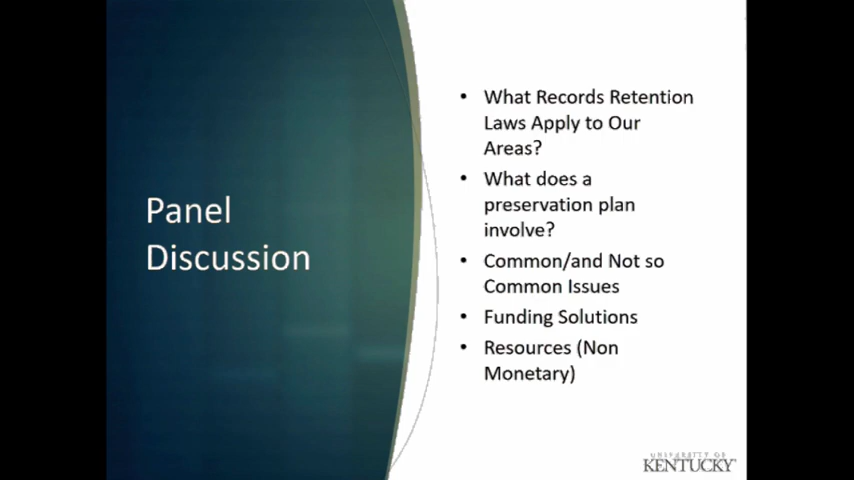 Panel
Discussion
• What Records Retention
Laws Apply to Our
Areas?
• What does a
preservation plan
involve?
• Common/and Not so
Common Issues
• Funding Solutions
• Resources (Non
Monetary)
UNIVERSITY OF
KENTUCKY